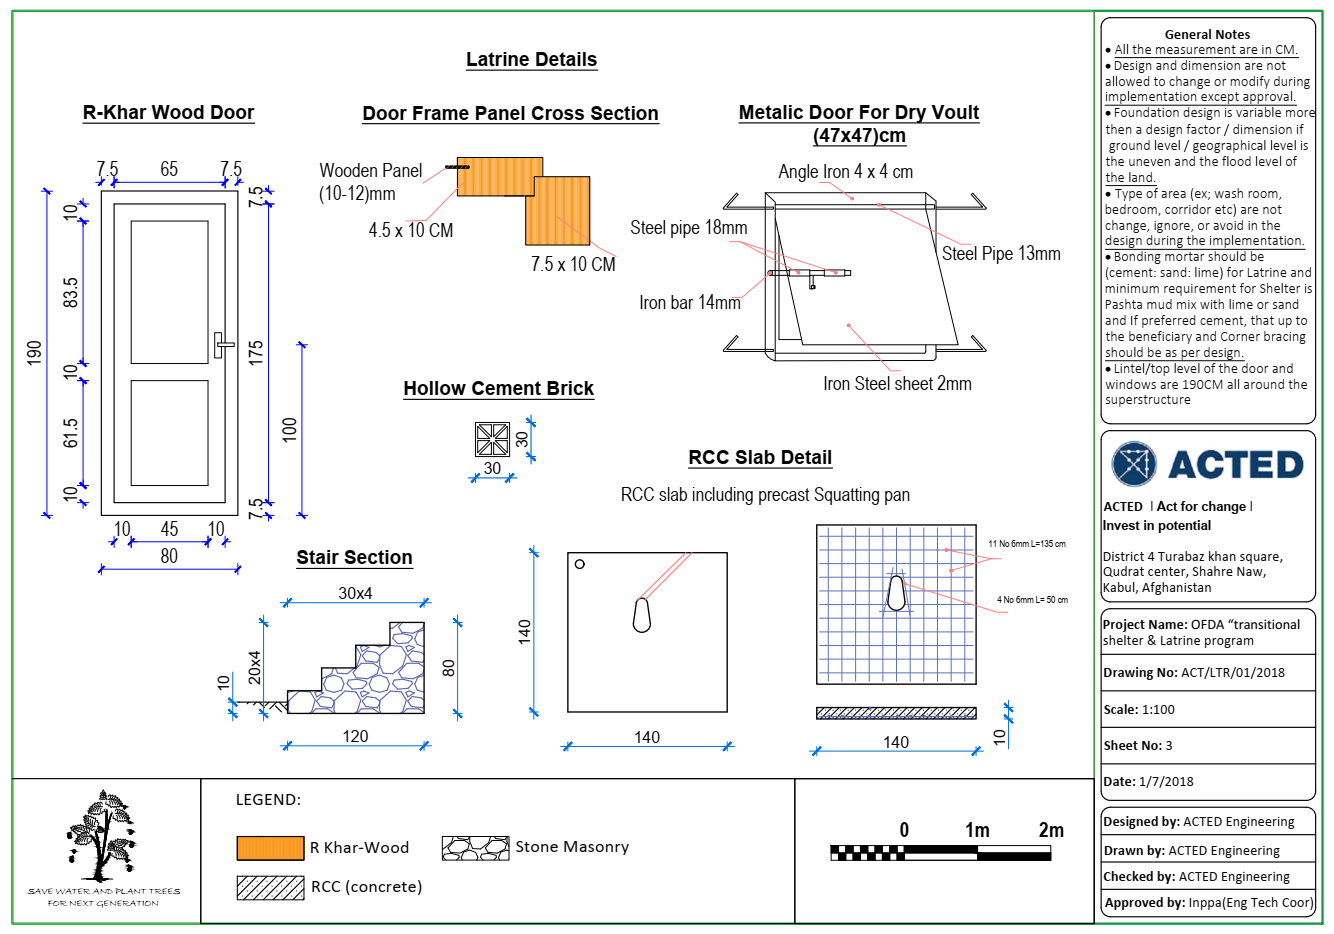 Latrine Details
R-Khar Wood Door
7.5 65 7.5
7.5
10
83.5
190
10
175
61.5
100
10
7.5
10 45 10
80
Door Frame Panel Cross Section
Wooden Panel
(10-12)mm
4.5 x 10 CM
7.5 x 10 CM
Metalic Door For Dry Voult
(47x47)cm
Angle Iron 4 x 4 cm
Steel pipe 18mm
Steel Pipe 13mm
Iron bar 14mm
Iron Steel sheet 2mm
Hollow Cement Brick
30
30
Stair Section
30x4
10
20x4
80
120
RCC Slab Detail
RCC slab including precast Squatting pan
140
140
11 No 6mm L=135 cm
4 No 6mm L= 50 cm
10
140
SAVE WATER AND PLANT TREES
FOR NEXT GENERATION
LEGEND:
R Khar-Wood
Stone Masonry
RCC (concrete)
0 1m 2m
General Notes
• All the measurement are in CM.
• Design and dimension are not
allowed to change or modify during
implementation except approval.
• Foundation design is variable more
then a design factor / dimension if
ground level / geographical level is
the uneven and the flood level of
the land.
• Type of area (ex; wash room,
bedroom, corridor etc) are not
change, ignore, or avoid in the
design during the implementation.
• Bonding mortar should be
(cement: sand: lime) for Latrine and
minimum requirement for Shelter is
Pashta mud mix with lime or sand
and If preferred cement, that up to
the beneficiary and Corner bracing
should be as per design.
• Lintel/top level of the door and
windows are 190CM all around the
superstructure
ACTED
ACTED | Act for change |
Invest in potential
District 4 Turabaz khan square,
Qudrat center, Shahre Naw,
Kabul, Afghanistan
Project Name: OFDA “transitional
shelter & Latrine program
Drawing No: ACT/LTR/01/2018
Scale: 1:100
Sheet No: 3
Date: 1/7/2018
Designed by: ACTED Engineering
Drawn by: ACTED Engineering
Checked by: ACTED Engineering
Approved by: Inppa(Eng Tech Coor)